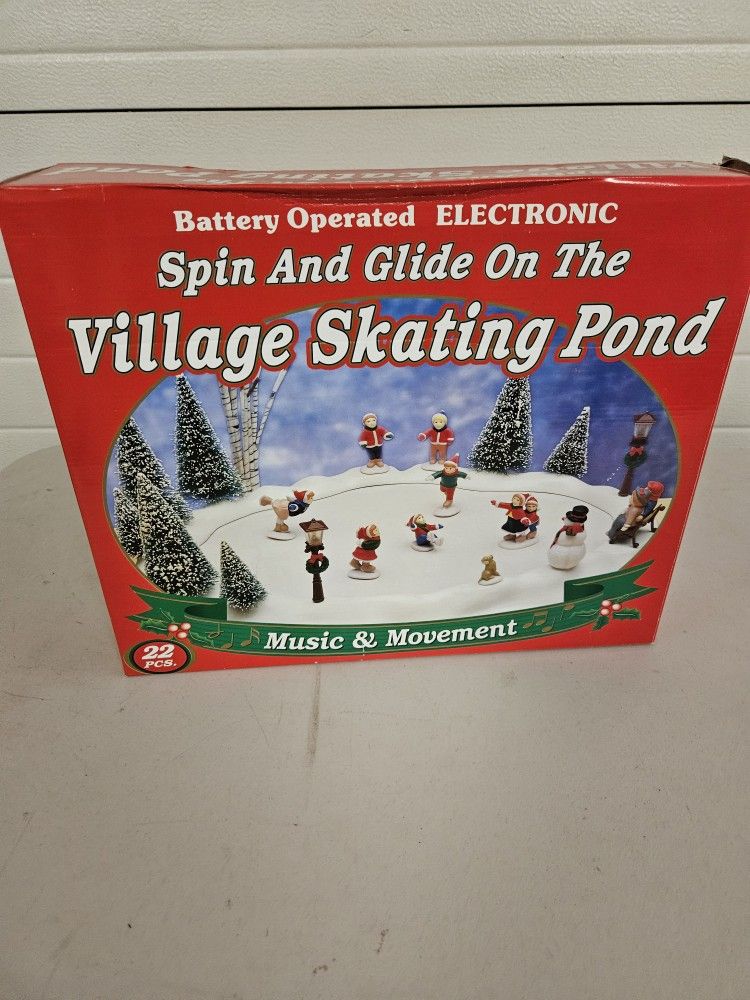 Battery Operated ELECTRONIC
Spin And Glide On The
Village Skating Pond
Music & Movement
22
PCS.